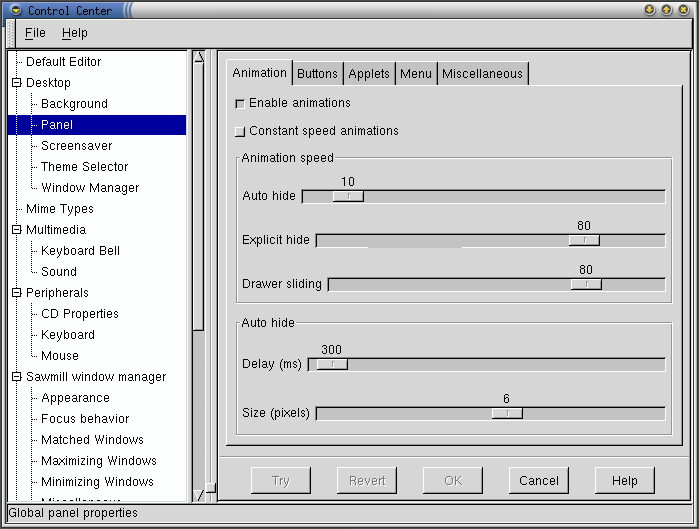 Control Center
File Help
Default Editor
Desktop
Background
Panel
Screensaver
Theme Selector
Window Manager
Mime Types
Multimedia
Keyboard Bell
Sound
Peripherals
CD Properties
Keyboard
Mouse
Sawmill window manager
Appearance
Focus behavior
Matched Windows
Maximizing Windows
Minimizing Windows
Animation Buttons Applets Menu Miscellaneous
Enable animations
Constant speed animations
Animation speed
10
Auto hide
80
Explicit hide
80
Drawer sliding
Auto hide
300
Delay (ms)
6
Size (pixels)
Try Revert OK Cancel Help
Global panel properties